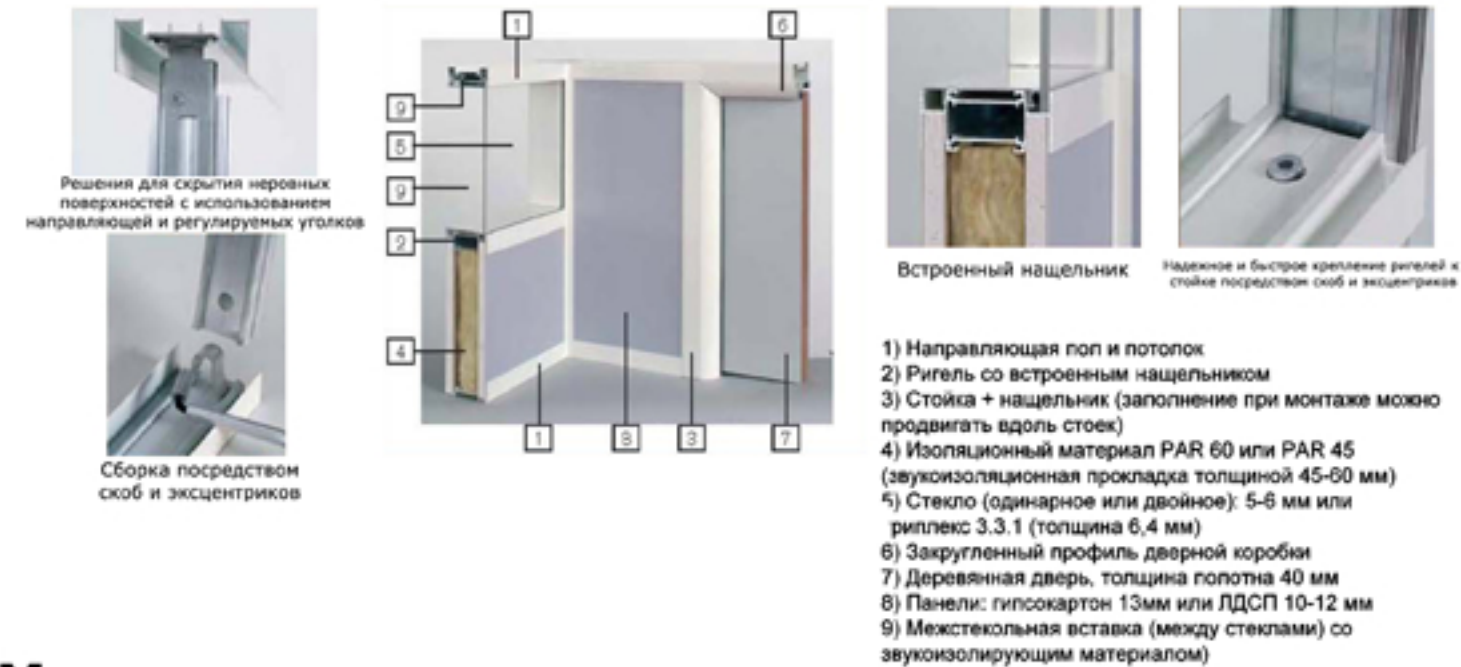 1
6
9
5
9
2
4
1
8
3
7
Решения для скрытия неровных
поверхностей с использованием
направляющей и регулируемых уголков
Сборка посредством
скоб и эксцентриков
Встроенный нащельник
Надежное и быстрое крепление ригелей к
стойке посредством скоб и эксцентриков
1) Направляющая пол и потолок
2) Ригель со встроенным нащельником
3) Стойка + нащельник (заполнение при монтаже можно
продвигать вдоль стоек)
4) Изоляционный материал PAR 60 или PAR 45
(звукоизоляционная прокладка толщиной 45-60 мм)
5) Стекло (одинарное или двойное): 5-6 мм или
риплекс 3.3.1 (толщина 6,4 мм)
6) Закругленный профиль дверной коробки
7) Деревянная дверь, толщина полотна 40 мм
8) Панели: гипсокартон 13мм или ЛДСП 10-12 мм
9) Межстекольная вставка (между стеклами) со
звукоизолирующим материалом)